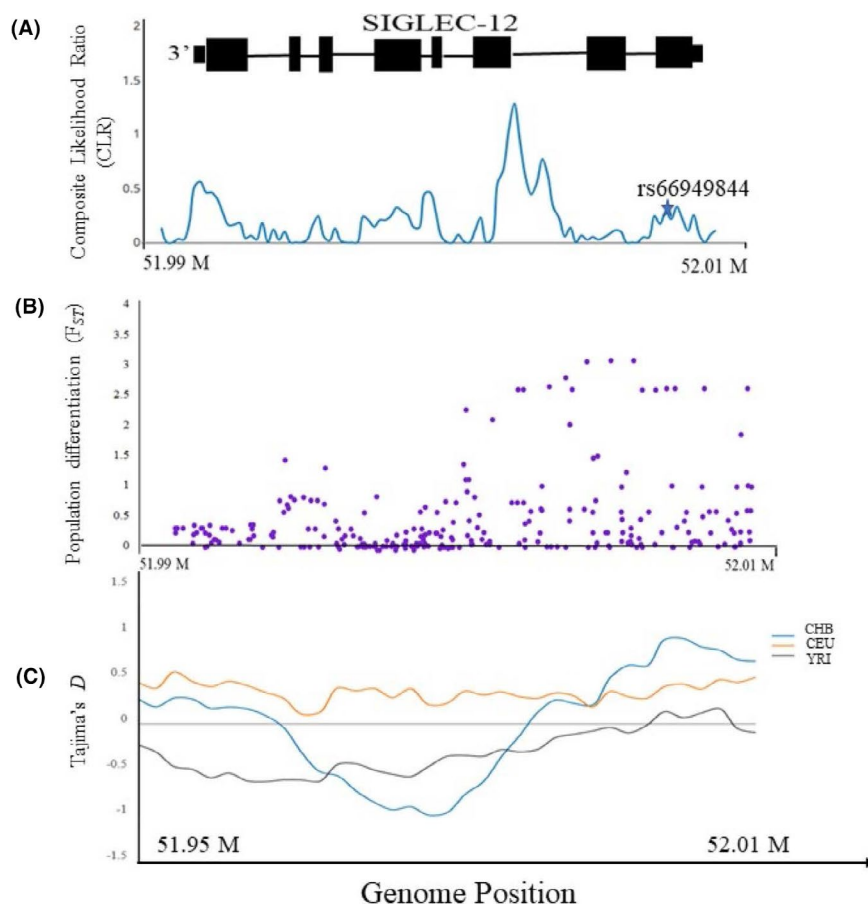 (A)
SIGLEC-12
3'
Composite Likelihood Ratio
(CLR)
2
1.5
1
0.5
0
rs66949844
51.99 M
52.01 M
(B)
Population differentiation (FST)
4
3.5
3
2.5
2
1.5
1
0.5
0
51.99 M
52.01 M
(C)
Tajima's D
1.5
1
0.5
0
-0.5
-1
-1.5
CHB
CEU
YRI
51.95 M
52.01 M
Genome Position